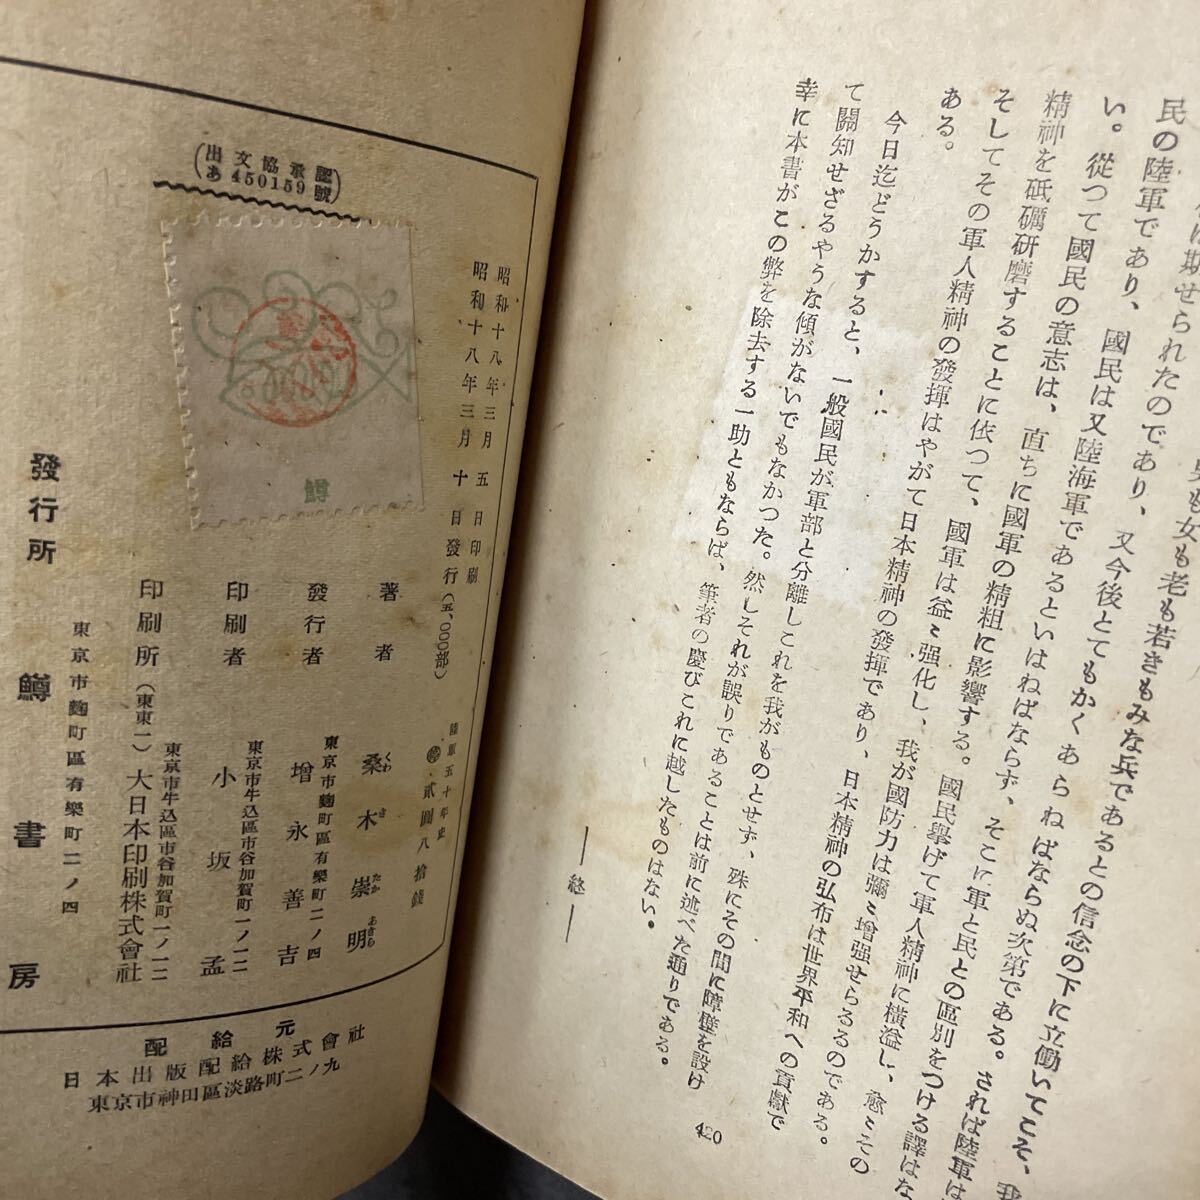 民の陸軍であり、國民は又陸海軍であるといはねばならず、そこに軍と民との區別をつける譯はな
い。從つて國民の意志は、直ちに國軍の精粗に影響する。國民擧げて軍人精神に橫溢し、愈〻その
精神を砥礪硏磨することに依つて、國軍は益〻强化し、我が國防力は彌〻增强せらるるのである。
そしてその軍人精神の發揮はやがて日本精神の發揮であり、日本精神の弘布は世界平和への貢獻で
ある。
今日迄どうかすると、一般國民が軍部と分離しこれを我がものとせず、殊にその間に障壁を設け
て關知せざるやうな傾がないでもなかつた。然しそれが誤りであることは前に述べた通りである。
幸に本書がこの弊を除去する一助ともならば、筆者の慶びこれに越したものはない。
―終―
420
(出文協承認
あ450159號)
鱒
昭和十八年三月五日印刷
昭和十八年三月十日發行(五、〇〇〇部)
陸軍五十年史
貳圓八拾錢
著者 桑木崇明
くわきたかあきら
東京市麴町區有樂町二ノ四
發行者 增永善吉
東京市牛込區市谷加賀町一ノ一二
印刷者 小坂孟
東京市牛込區市谷加賀町一ノ一二
印刷所(東東一)大日本印刷株式會社
東京市麴町區有樂町二ノ四
發行所 鱒書房
配給元
日本出版配給株式會社
東京市神田區淡路町二ノ九